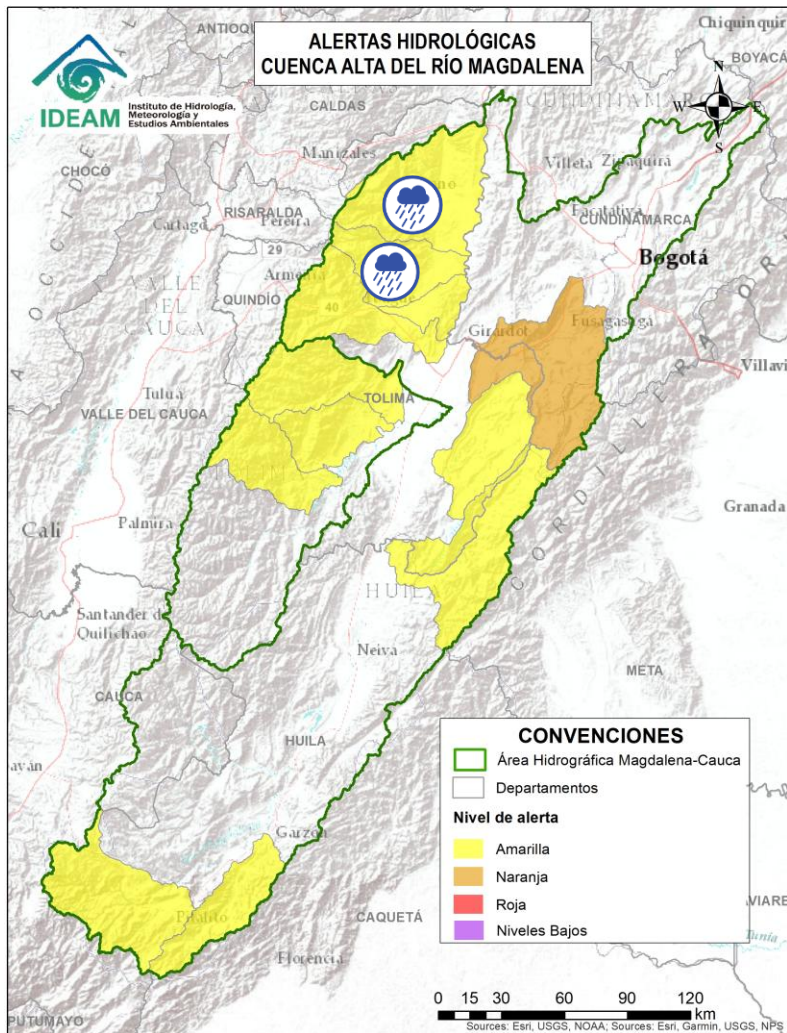 ALERTAS HIDROLÓGICAS
CUENCA ALTA DEL RÍO MAGDALENA
IDEAM
Instituto de Hidrología,
Meteorología y
Estudios Ambientales
Chiquinquir
BOYACÁ
CALDAS
N
W
E
S
Manizales
CHOCÓ
Villeta
Zipaquirá
RISARALDA
Pereira
Cartago
Facatativá
CUNDINAMARCA
29
Bogotá
Armenia
QUINDÍO
40
VALLE
DEL
CAUCA
Girardot
Fusagasugá
Villavi
TOLIMA
Tuluá
VALLE DEL CAUCA
Granada
Cali
Palmira
CORDILLERA
HUIL
Santander de
Quilichao
Neiva
META
CAUCA
HUILA
Garzón
Pitalito
CAQUETÁ
Florencia
PUTUMAYO
CONVENCIONES
Área Hidrográfica Magdalena-Cauca
Departamentos
Nivel de alerta
Amarilla
Naranja
Roja
Niveles Bajos
VIARE
Tunía
0 15 30 60 90 120
km
Sources: Esri, USGS, NOAA; Sources: Esri, Garmin, USGS, NPS